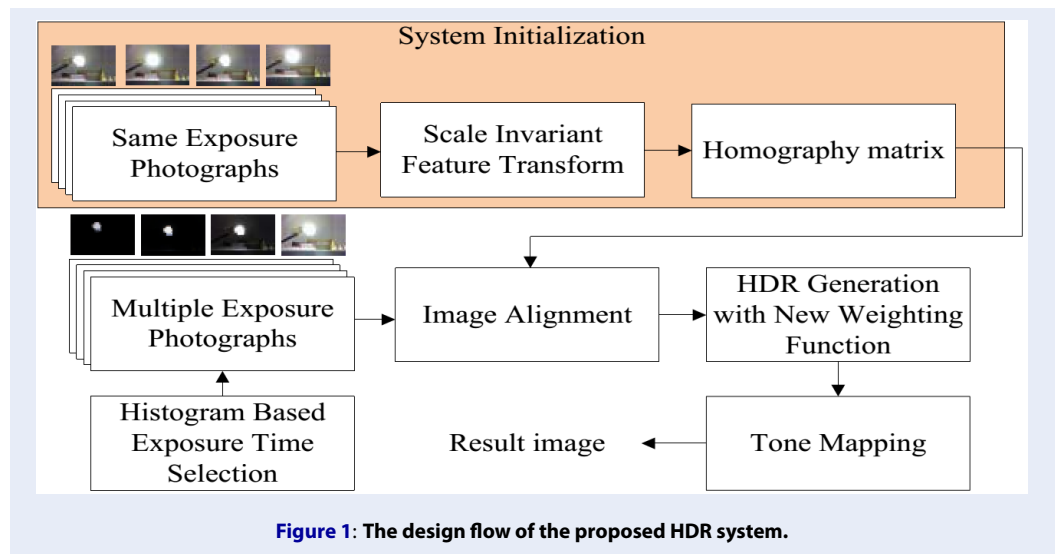 System Initialization
Same Exposure
Photographs
Scale Invariant
Feature Transform
Homography matrix
Multiple Exposure
Photographs
Image Alignment
HDR Generation
with New Weighting
Function
Histogram Based
Exposure Time
Selection
Result image
Tone Mapping
Figure 1: The design flow of the proposed HDR system.